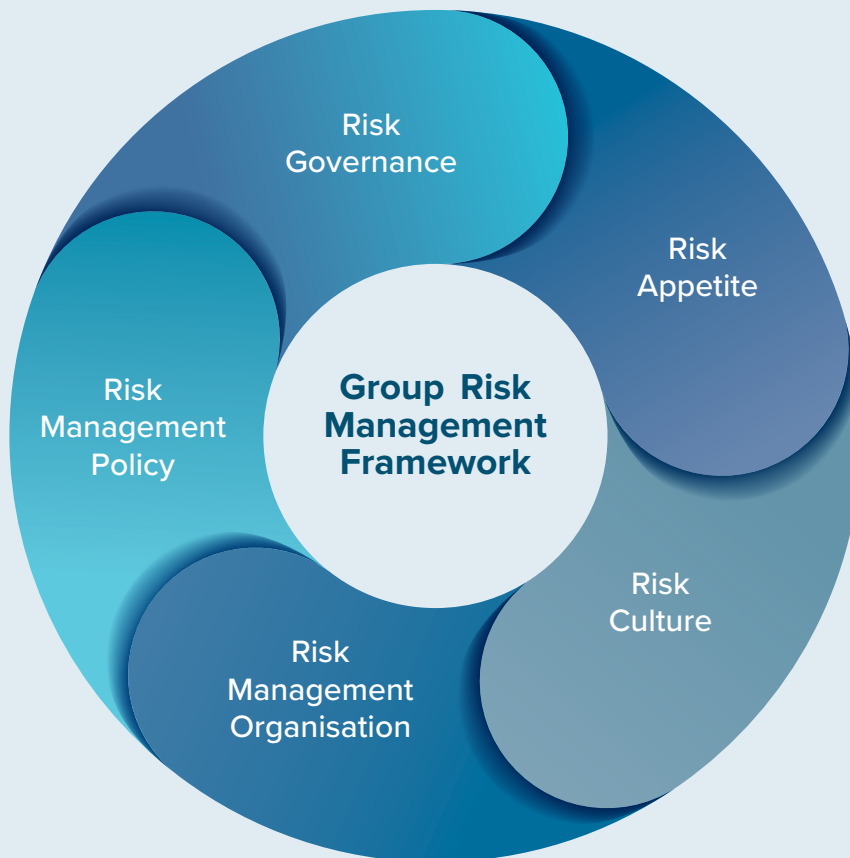 Risk
Governance
Risk
Appetite
Group Risk
Management
Framework
Risk
Management
Policy
Risk
Culture
Risk
Management
Organisation